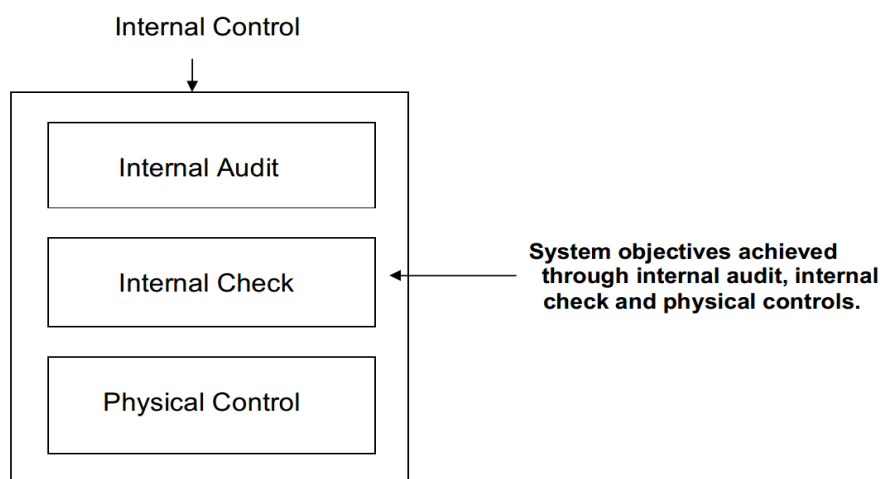 Internal Control
Internal Audit
Internal Check
Physical Control
System objectives achieved
through internal audit, internal
check and physical controls.